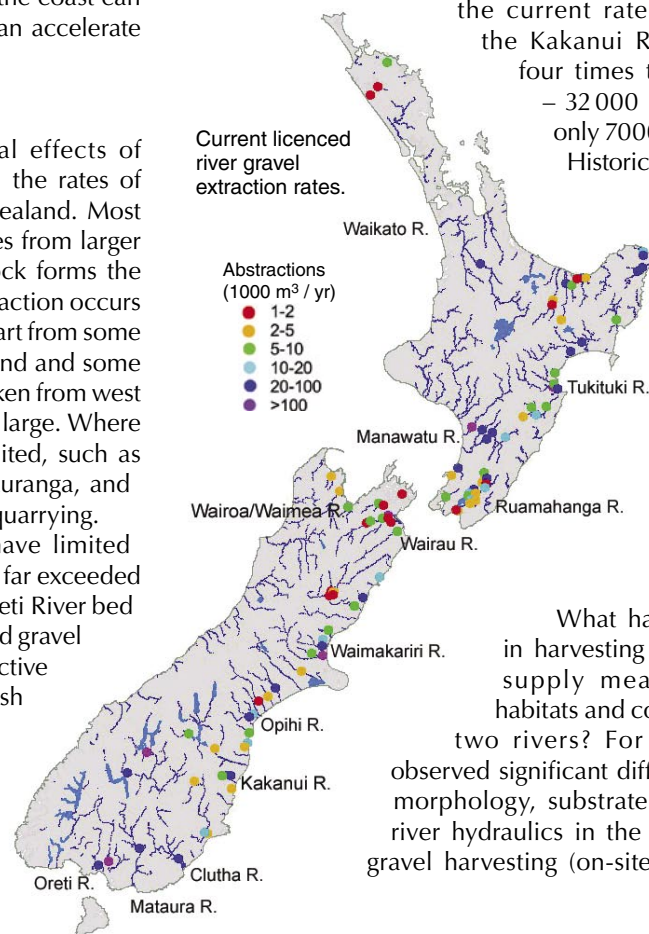 the coast can
an accelerate
al effects of
the rates of
ealand. Most
es from larger
ock forms the
action occurs
art from some
nd and some
ken from west
large. Where
ited, such as
uranga, and
quarrying.
have limited
far exceeded
eti River bed
d gravel
ctive
sh
the current rate
the Kakanui R
four times t
– 32 000
only 7000
Historic
Current licenced
river gravel
extraction rates.
Abstractions
(1000 m³ / yr)
1-2
2-5
5-10
10-20
20-100
>100
Waikato R.
Tukituki R.
Manawatu R.
Ruamahanga R.
Wairoa/Waimea R.
Wairau R.
Waimakariri R.
Opihi R.
Kakanui R.
Clutha R.
Oreti R.
Mataura R.
What ha
in harvesting
supply mea
habitats and co
two rivers? For
observed significant diff
morphology, substrate
river hydraulics in the
gravel harvesting (on-site